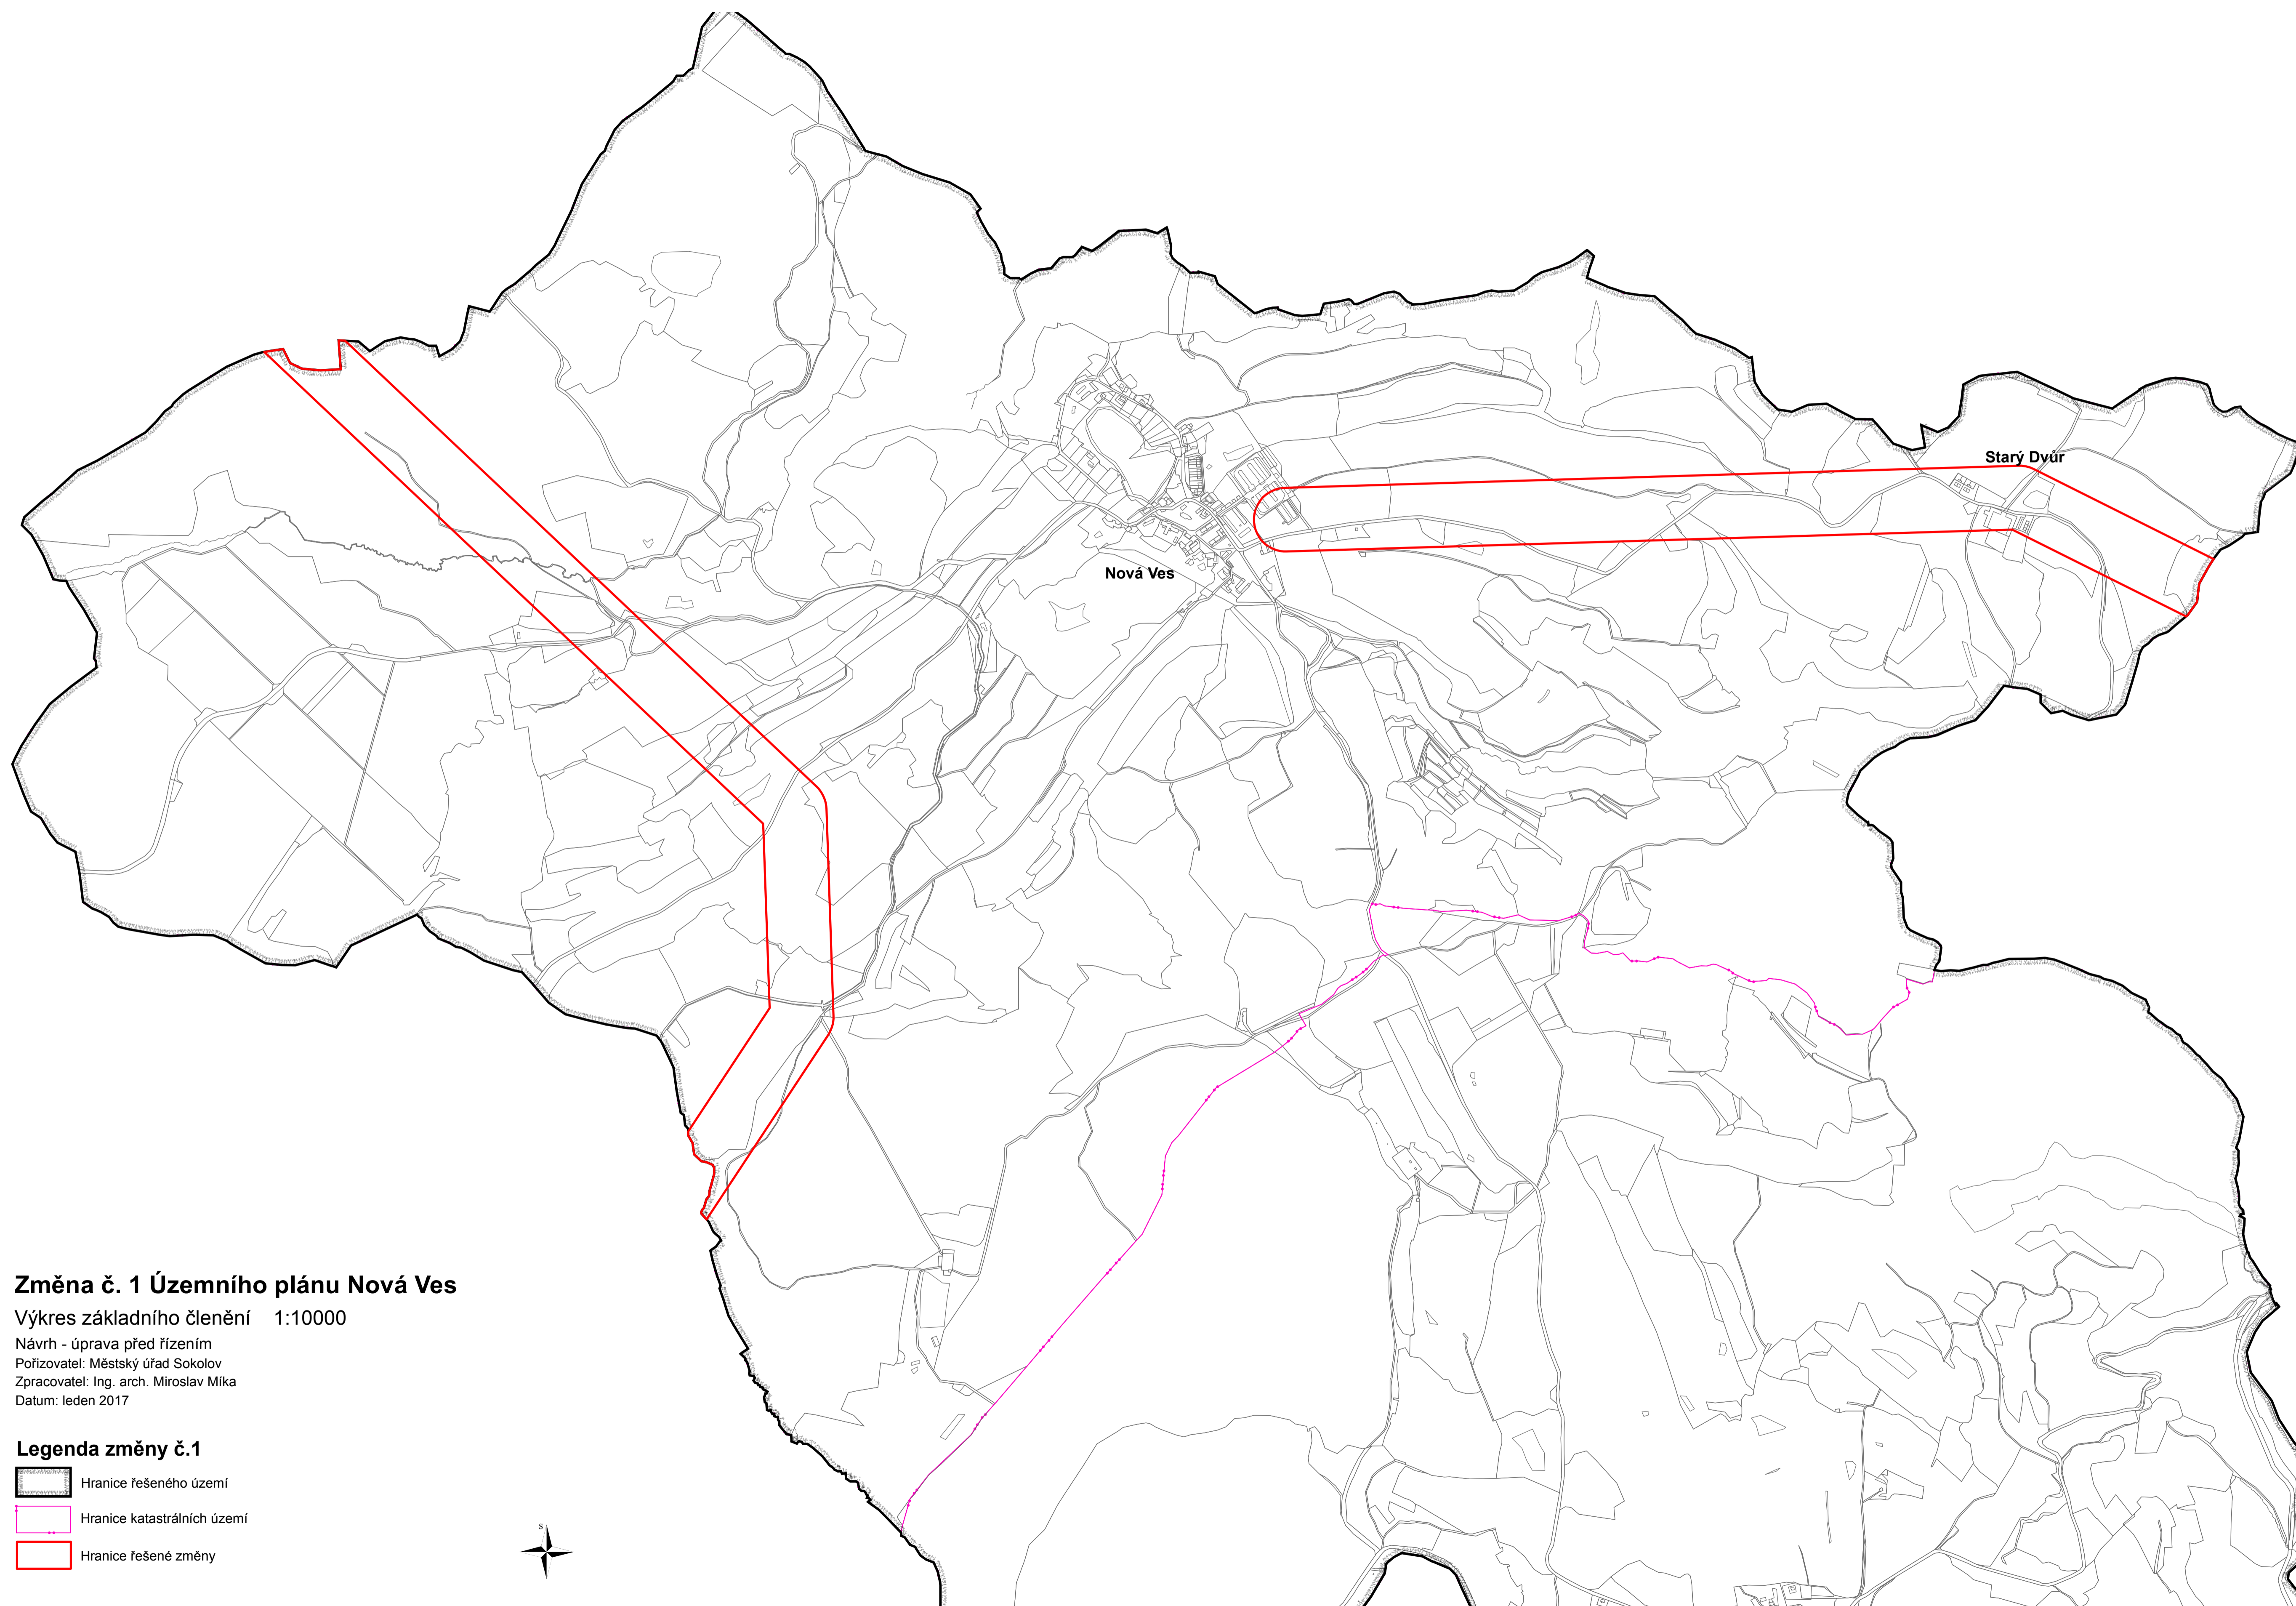 Starý Dvůr
Nová Ves
Změna č. 1 Územního plánu Nová Ves
Výkres základního členění 1:10000
Návrh - úprava před řízením
Pořizovatel: Městský úřad Sokolov
Zpracovatel: Ing. arch. Miroslav Míka
Datum: leden 2017
Legenda změny č.1
Hranice řešeného území
Hranice katastrálních území
Hranice řešené změny
S